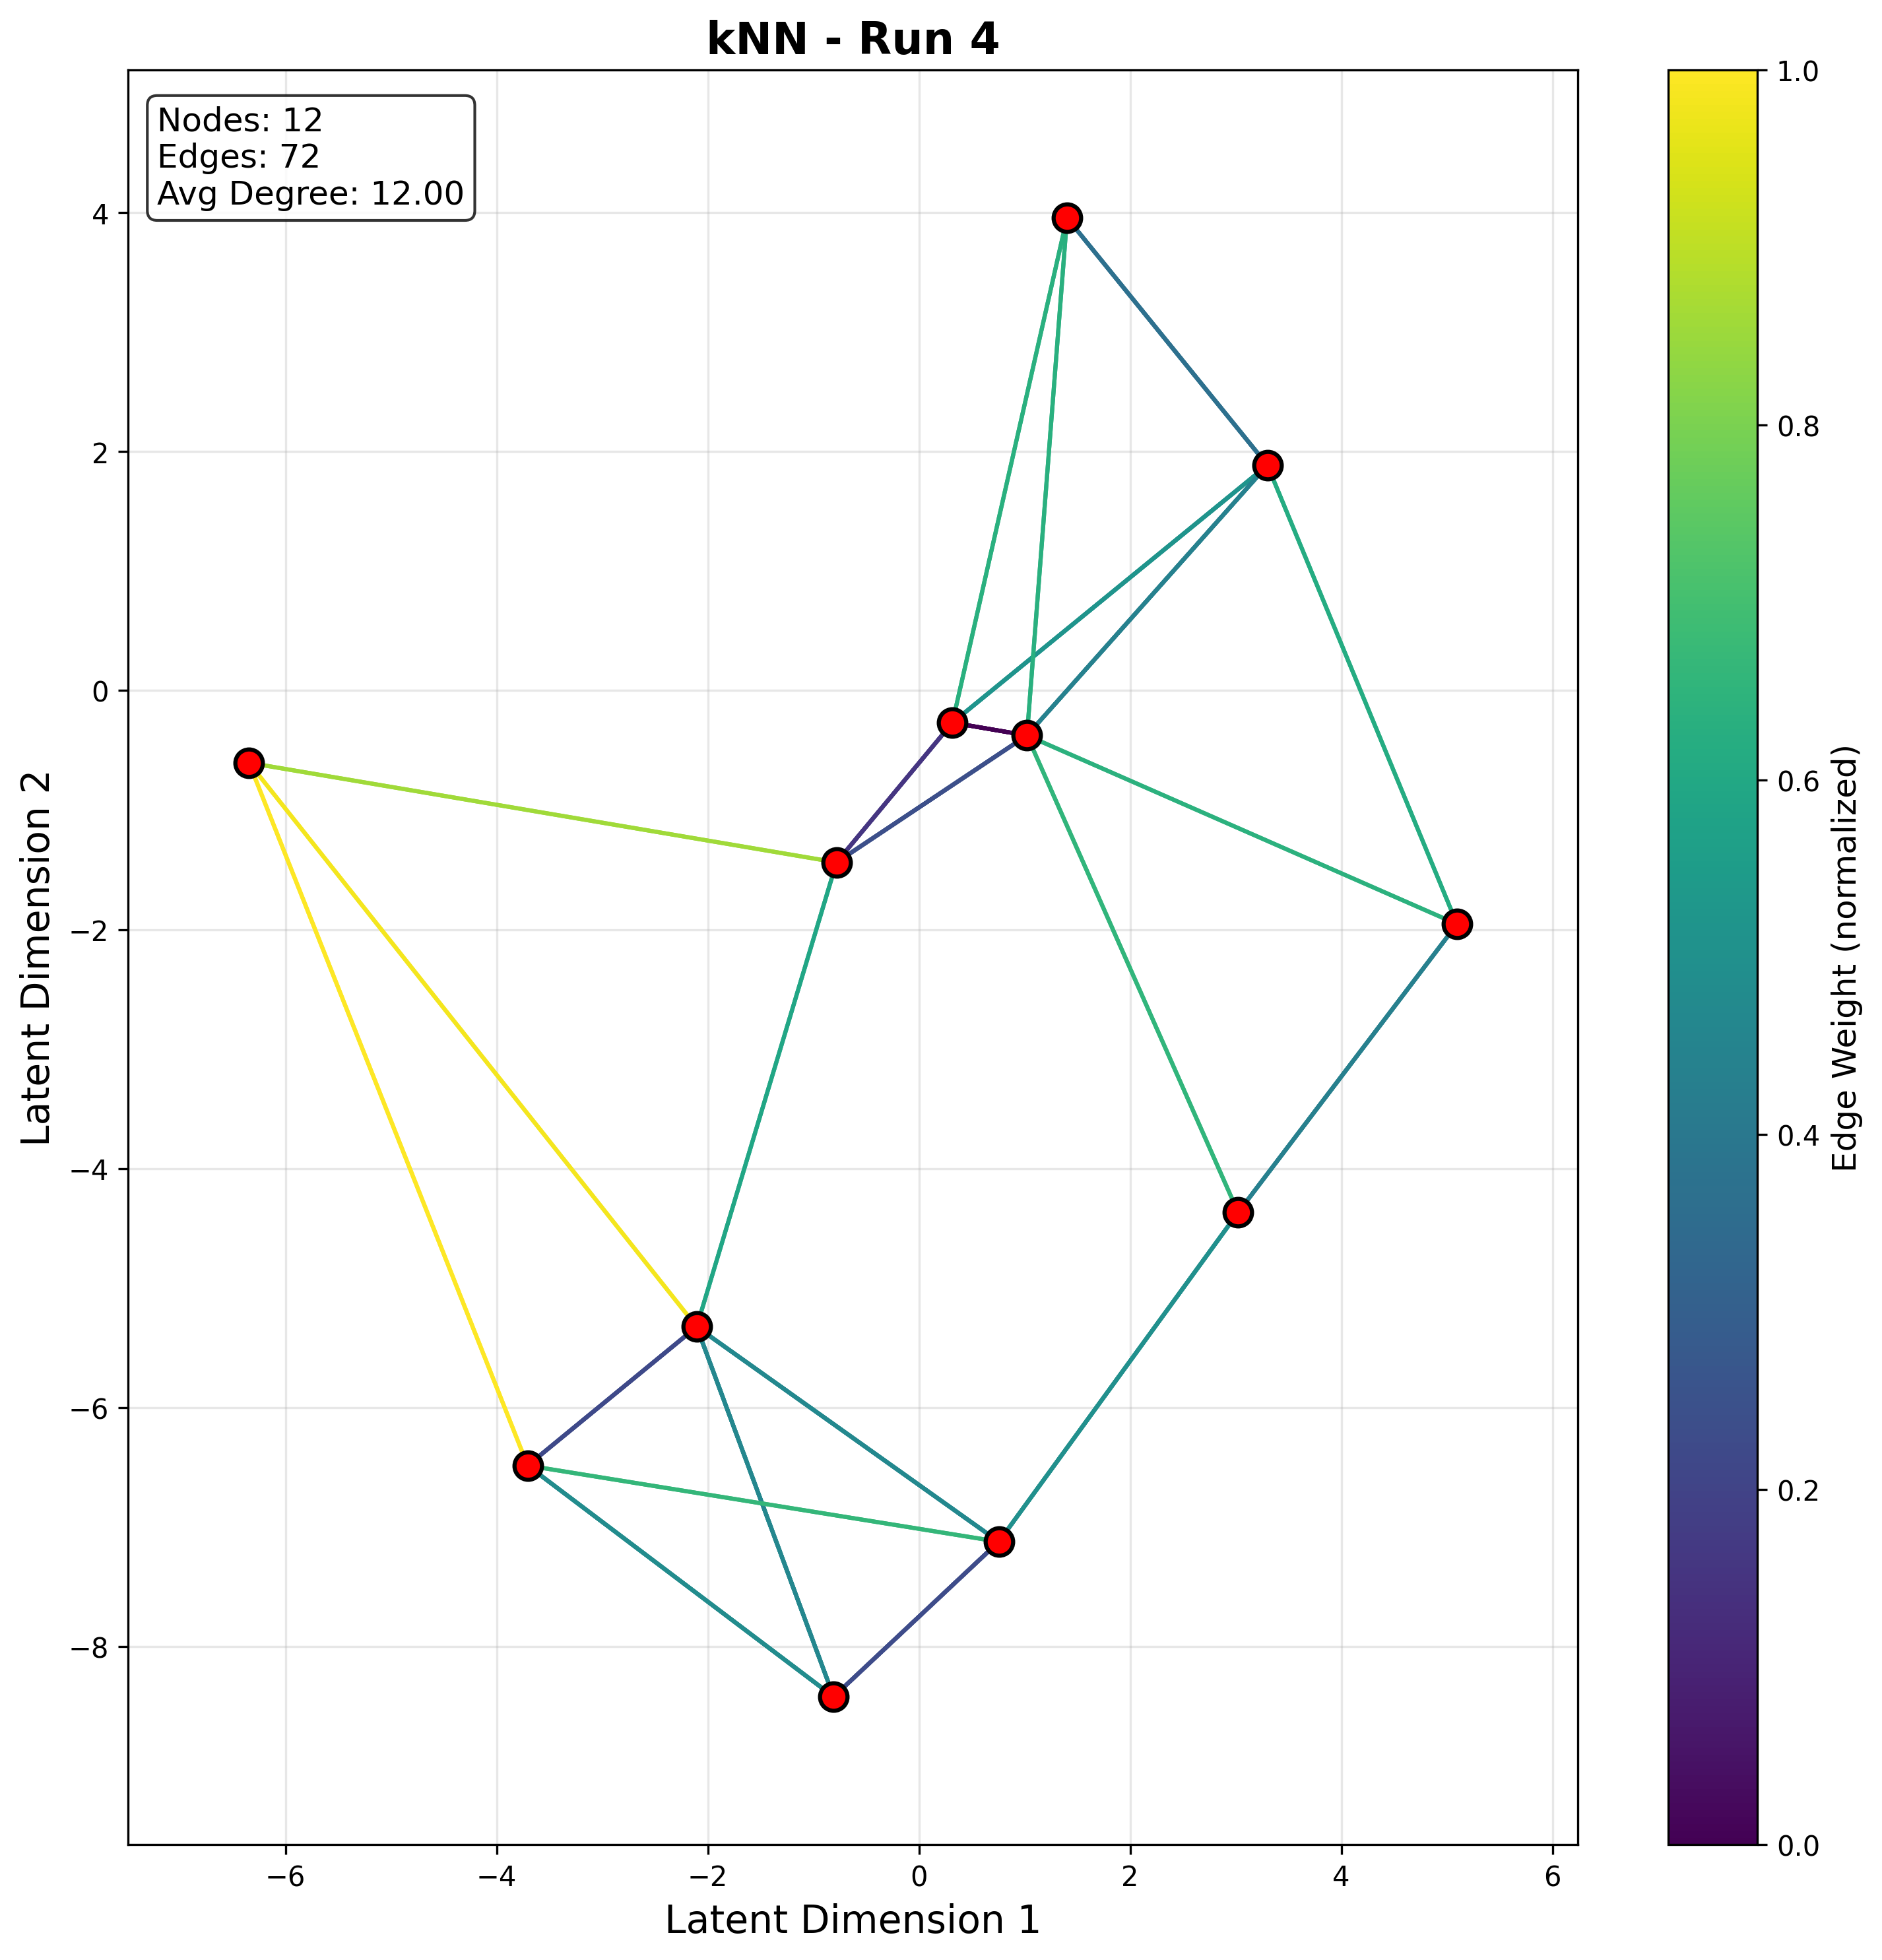 kNN - Run 4
Nodes: 12
Edges: 72
Avg Degree: 12.00
4
2
0
−2
−4
−6
−8
Latent Dimension 2
−6
−4
−2
0
2
4
6
Latent Dimension 1
1.0
0.8
0.6
0.4
0.2
0.0
Edge Weight (normalized)